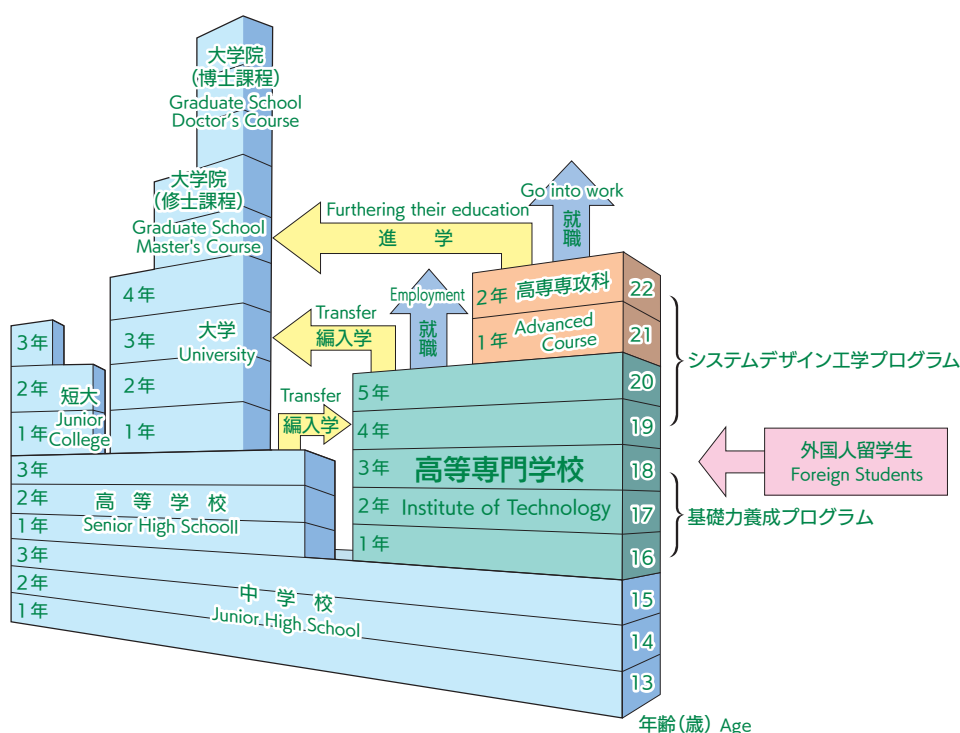 大学院
(博士課程)
Graduate School
Doctor's Course
大学院
(修士課程)
Graduate School
Master's Course
4年
3年
2年
1年
大学
University
3年
2年
1年
短大
Junior
College
3年
2年
1年
高等学校
Senior High Schooll
3年
2年
1年
中学校
Junior High School
Furthering their education
進学
Go into work
就職
Transfer
編入学
Employment
就職
Transfer
編入学
2年
1年
高専専攻科
Advanced
Course
5年
4年
3年
2年
1年
高等専門学校
Institute of Technology
22
21
20
19
18
17
16
15
14
13
年齢(歳) Age
システムデザイン工学プログラム
外国人留学生
Foreign Students
基礎力養成プログラム